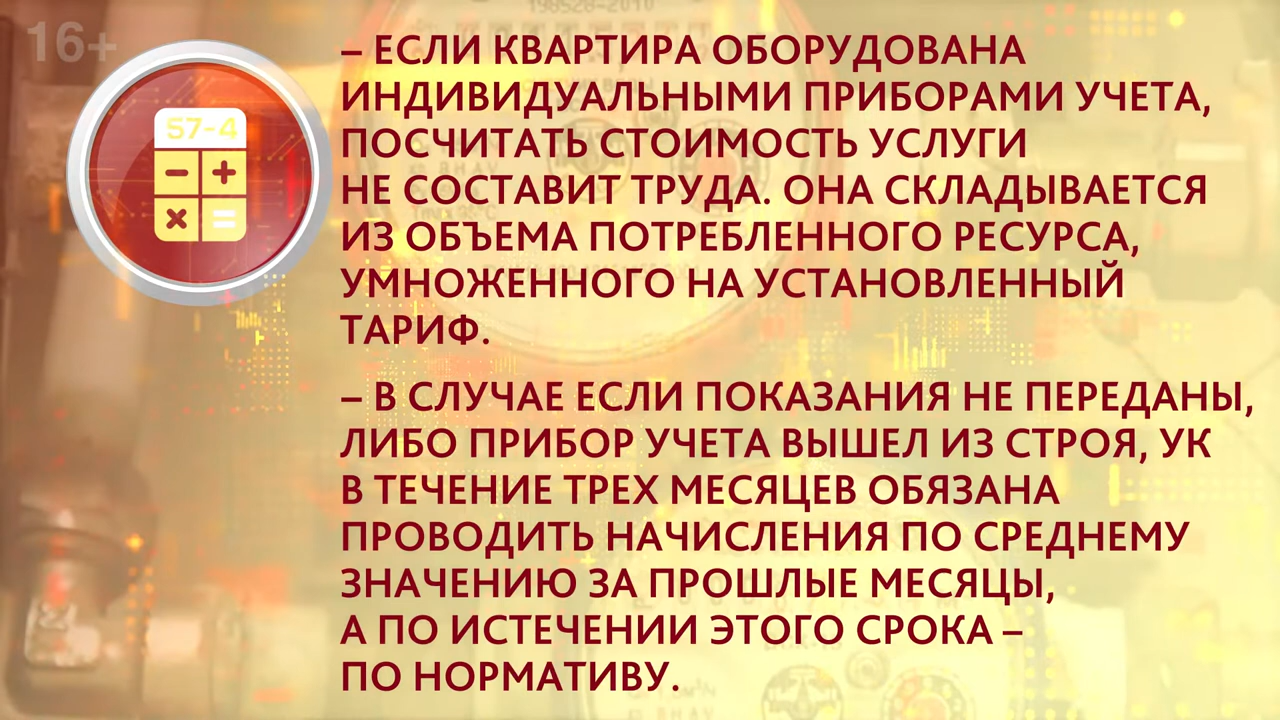 16+
198528-2010
57-4
– ЕСЛИ КВАРТИРА ОБОРУДОВАНА
ИНДИВИДУАЛЬНЫМИ ПРИБОРАМИ УЧЕТА,
ПОСЧИТАТЬ СТОИМОСТЬ УСЛУГИ
НЕ СОСТАВИТ ТРУДА. ОНА СКЛАДЫВАЕТСЯ
ИЗ ОБЪЕМА ПОТРЕБЛЕННОГО РЕСУРСА,
УМНОЖЕННОГО НА УСТАНОВЛЕННЫЙ
ТАРИФ.
– В СЛУЧАЕ ЕСЛИ ПОКАЗАНИЯ НЕ ПЕРЕДАНЫ,
ЛИБО ПРИБОР УЧЕТА ВЫШЕЛ ИЗ СТРОЯ, УК
В ТЕЧЕНИЕ ТРЕХ МЕСЯЦЕВ ОБЯЗАНА
ПРОВОДИТЬ НАЧИСЛЕНИЯ ПО СРЕДНЕМУ
ЗНАЧЕНИЮ ЗА ПРОШЛЫЕ МЕСЯЦЫ,
А ПО ИСТЕЧЕНИИ ЭТОГО СРОКА –
ПО НОРМАТИВУ.